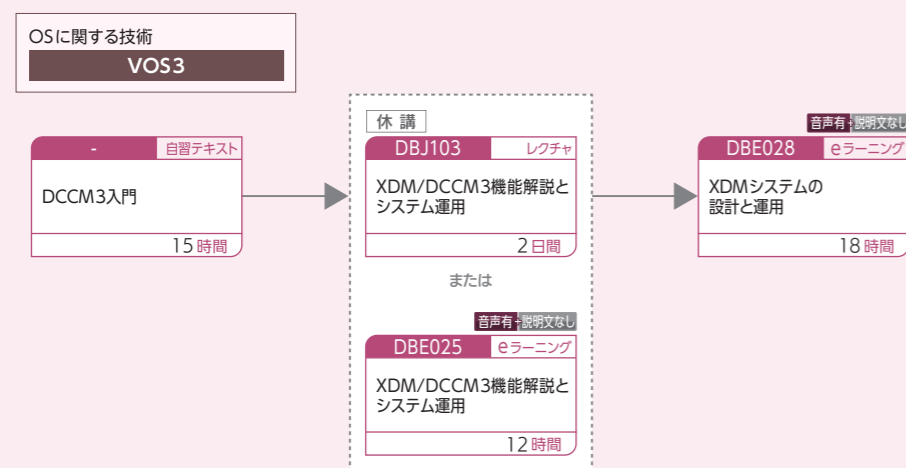 OSに関する技術
VOS3
- 自習テキスト
DCCM3入門
15時間
休講
DBJ103 レクチャ
XDM/DCCM3機能解説と
システム運用
2日間
または
音声有+説明文なし
DBE025 eラーニング
XDM/DCCM3機能解説と
システム運用
12時間
音声有+説明文なし
DBE028 eラーニング
XDMシステムの
設計と運用
18時間